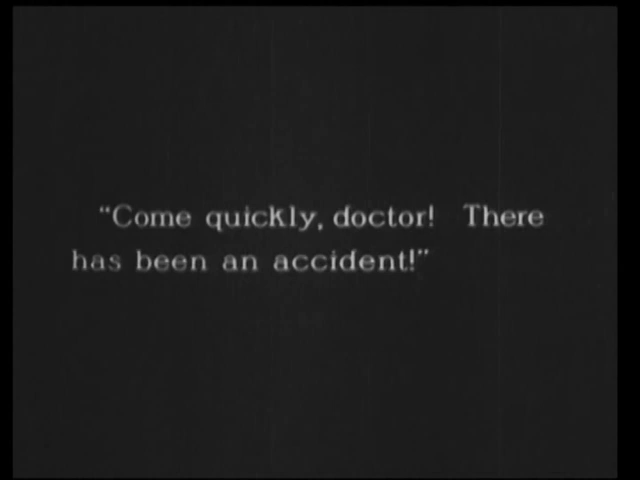 “Come quickly, doctor! There
has been an accident!”